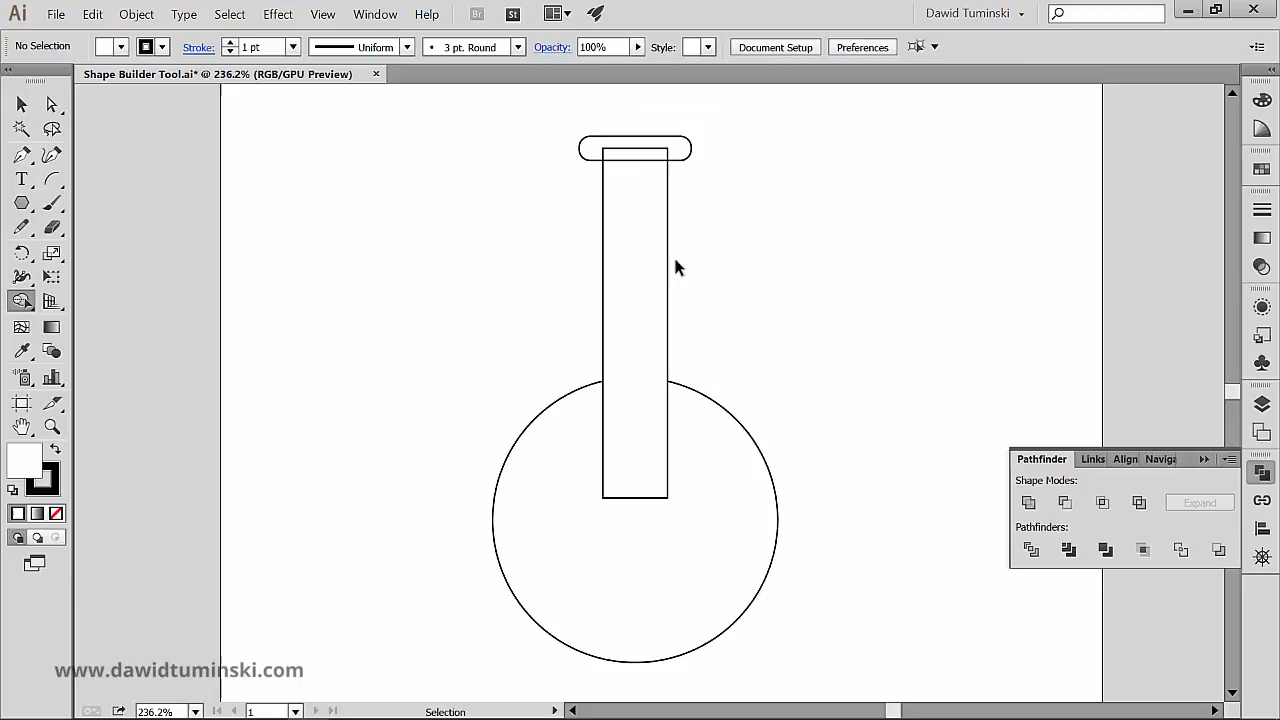 Ai File Edit Object Type Select Effect View Window Help Br St Dawid Tuminski
No Selection Stroke: 1 pt Uniform 3 pt. Round Opacity: 100% Style: Document Setup Preferences
Shape Builder Tool.ai* @ 236.2% (RGB/GPU Preview)
Pathfinder Links Align Naviga
Shape Modes:
Expand
Pathfinders:
www.dawidtuminski.com
236.2% 1 Selection